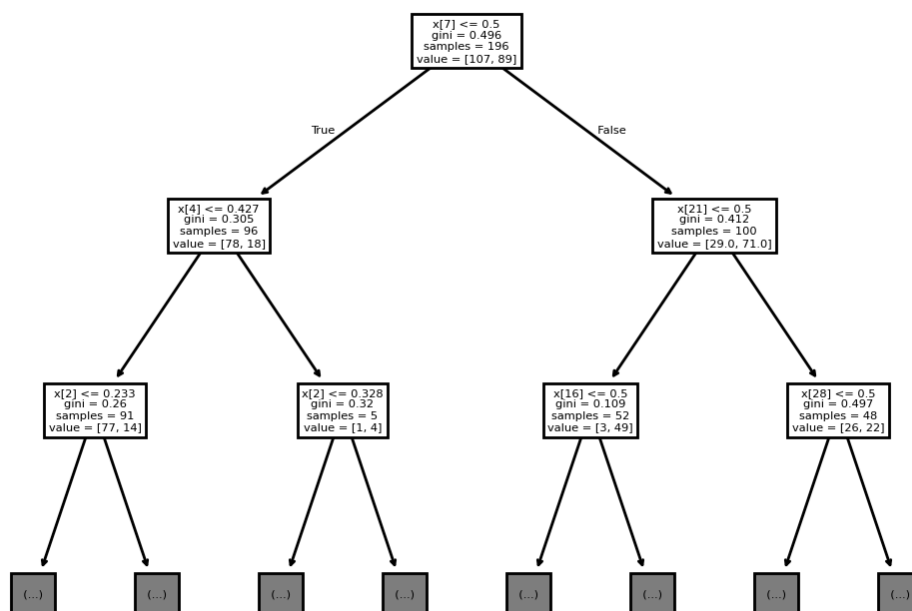 x[7] <= 0.5
gini = 0.496
samples = 196
value = [107, 89]
True
False
x[4] <= 0.427
gini = 0.305
samples = 96
value = [78, 18]
x[21] <= 0.5
gini = 0.412
samples = 100
value = [29.0, 71.0]
x[2] <= 0.233
gini = 0.26
samples = 91
value = [77, 14]
x[2] <= 0.328
gini = 0.32
samples = 5
value = [1, 4]
x[16] <= 0.5
gini = 0.109
samples = 52
value = [3, 49]
x[28] <= 0.5
gini = 0.497
samples = 48
value = [26, 22]
(...)
(...)
(...)
(...)
(...)
(...)
(...)
(...)